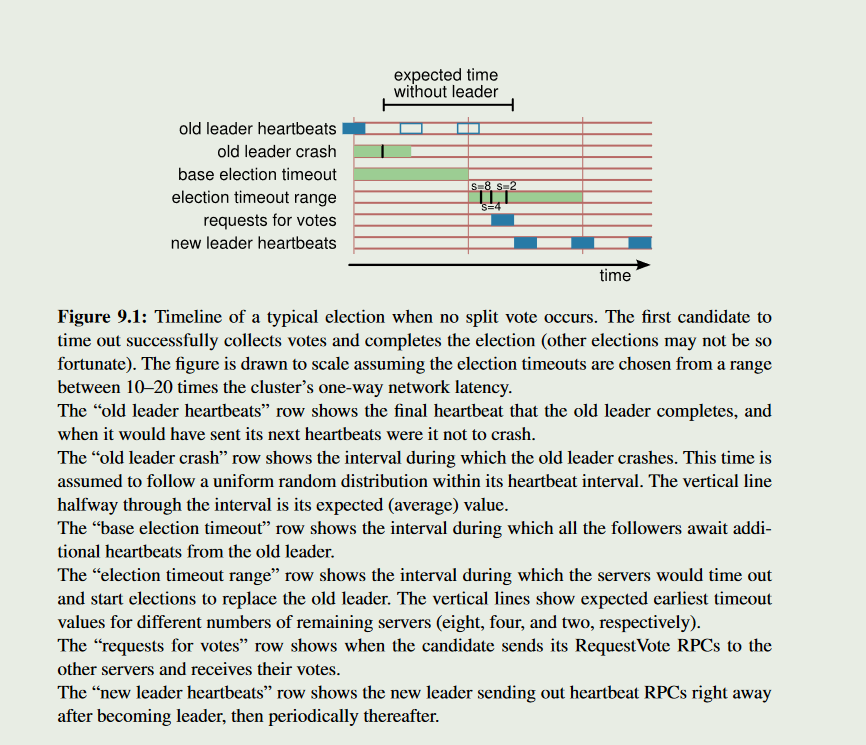 expected time
without leader
old leader heartbeats
old leader crash
base election timeout
s=8 s=2
election timeout range
s=4
requests for votes
new leader heartbeats
time
Figure 9.1: Timeline of a typical election when no split vote occurs. The first candidate to
time out successfully collects votes and completes the election (other elections may not be so
fortunate). The figure is drawn to scale assuming the election timeouts are chosen from a range
between 10–20 times the cluster’s one-way network latency.
The “old leader heartbeats” row shows the final heartbeat that the old leader completes, and
when it would have sent its next heartbeats were it not to crash.
The “old leader crash” row shows the interval during which the old leader crashes. This time is
assumed to follow a uniform random distribution within its heartbeat interval. The vertical line
halfway through the interval is its expected (average) value.
The “base election timeout” row shows the interval during which all the followers await addi-
tional heartbeats from the old leader.
The “election timeout range” row shows the interval during which the servers would time out
and start elections to replace the old leader. The vertical lines show expected earliest timeout
values for different numbers of remaining servers (eight, four, and two, respectively).
The “requests for votes” row shows when the candidate sends its RequestVote RPCs to the
other servers and receives their votes.
The “new leader heartbeats” row shows the new leader sending out heartbeat RPCs right away
after becoming leader, then periodically thereafter.